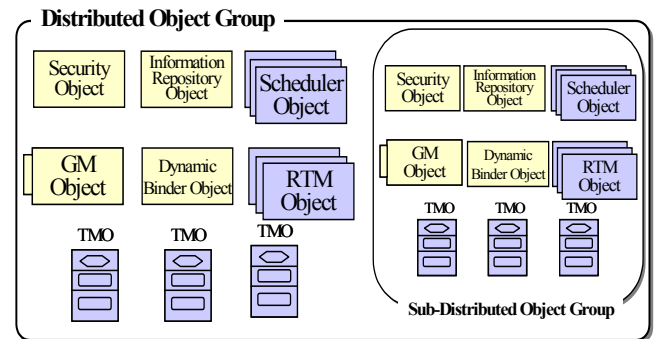 Distributed Object Group
Security
Object
Information
Repository
Object
Scheduler
Object
GM
Object
Dynamic
Binder Object
RTM
Object
TMO
TMO
TMO
Security
Object
Information
Repository
Object
Scheduler
Object
GM
Object
Dynamic
Binder Object
RTM
Object
TMO
TMO
TMO
Sub-Distributed Object Group